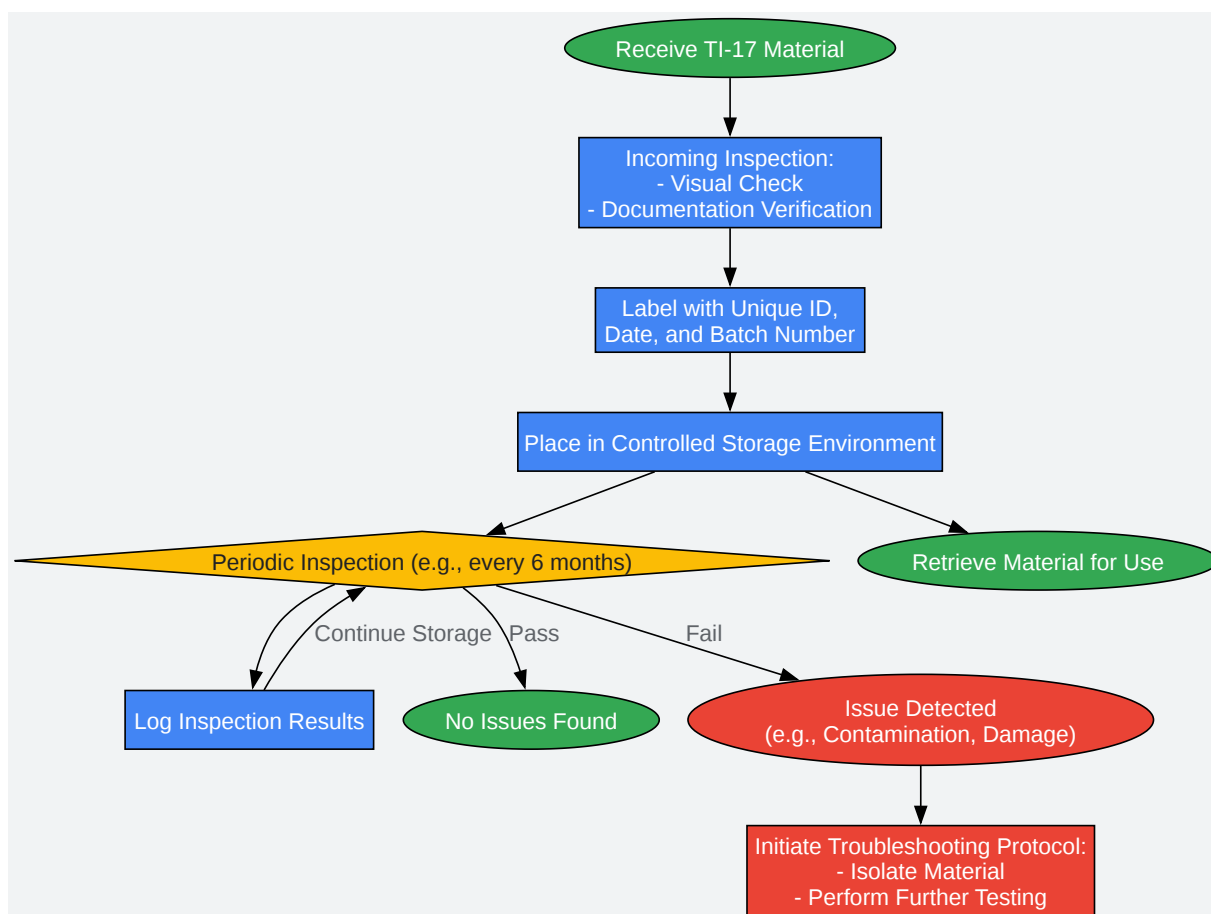 Receive TI-17 Material
Incoming Inspection:
- Visual Check
- Documentation Verification
Label with Unique ID,
Date, and Batch Number
Place in Controlled Storage Environment
Periodic Inspection (e.g., every 6 months)
Retrieve Material for Use
Continue Storage
Pass
Fail
Log Inspection Results
No Issues Found
Issue Detected
(e.g., Contamination, Damage)
Initiate Troubleshooting Protocol:
- Isolate Material
- Perform Further Testing